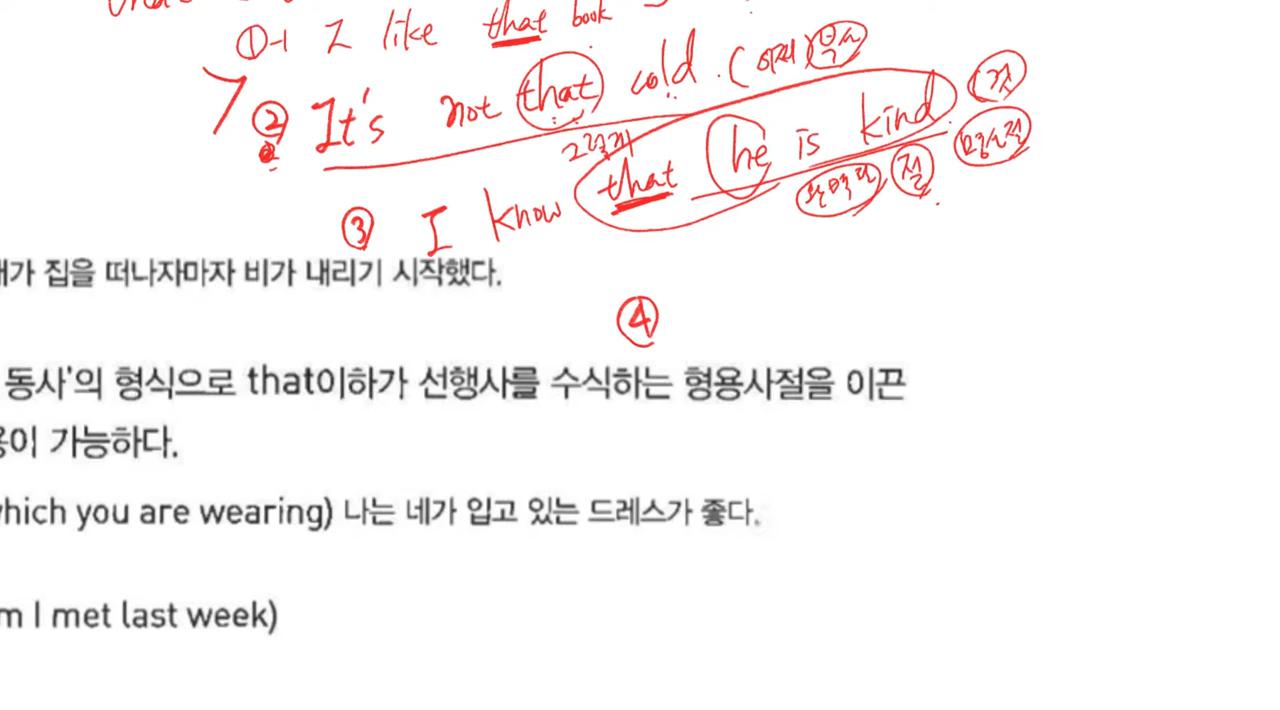 ①-1 I like that book
② It's not that cold. (어찌)부사
그렇게
③ I know that he is kind (것)
완벽한 절 명사절
가 집을 떠나자마자 비가 내리기 시작했다.
④
동사'의 형식으로 that이하가 선행사를 수식하는 형용사절을 이끈
용이 가능하다.
which you are wearing) 나는 네가 입고 있는 드레스가 좋다.
m I met last week)